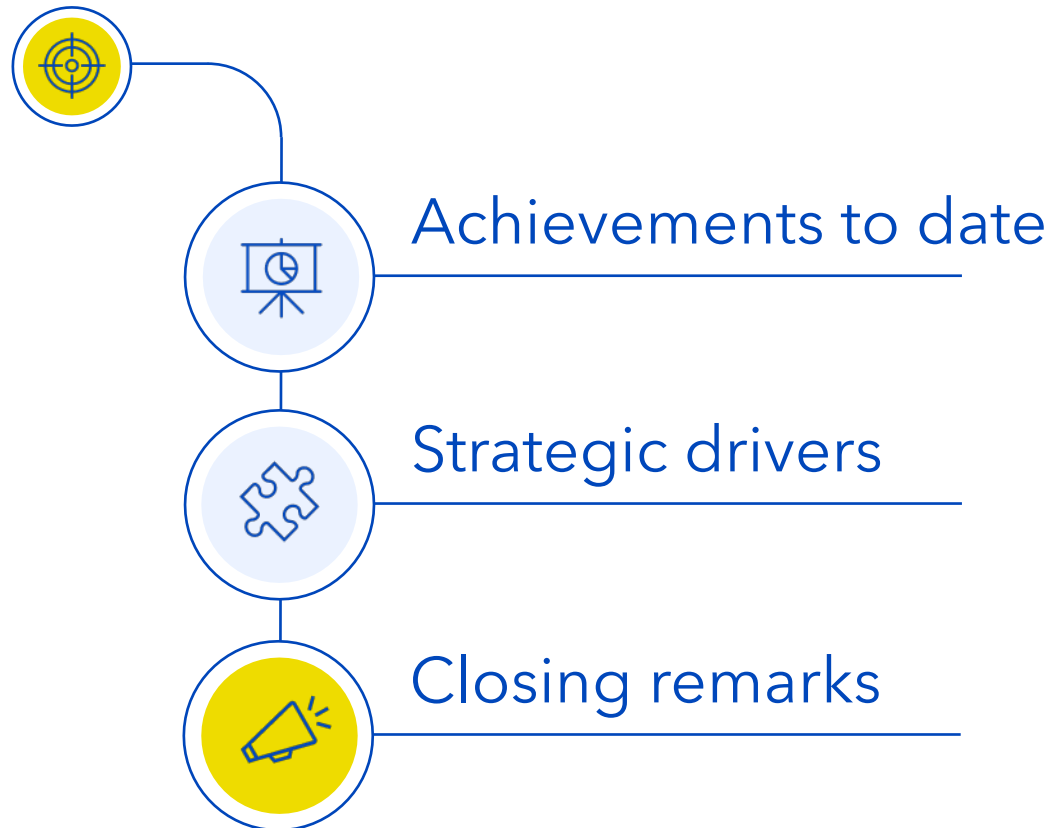 Achievements to date
Strategic drivers
Closing remarks